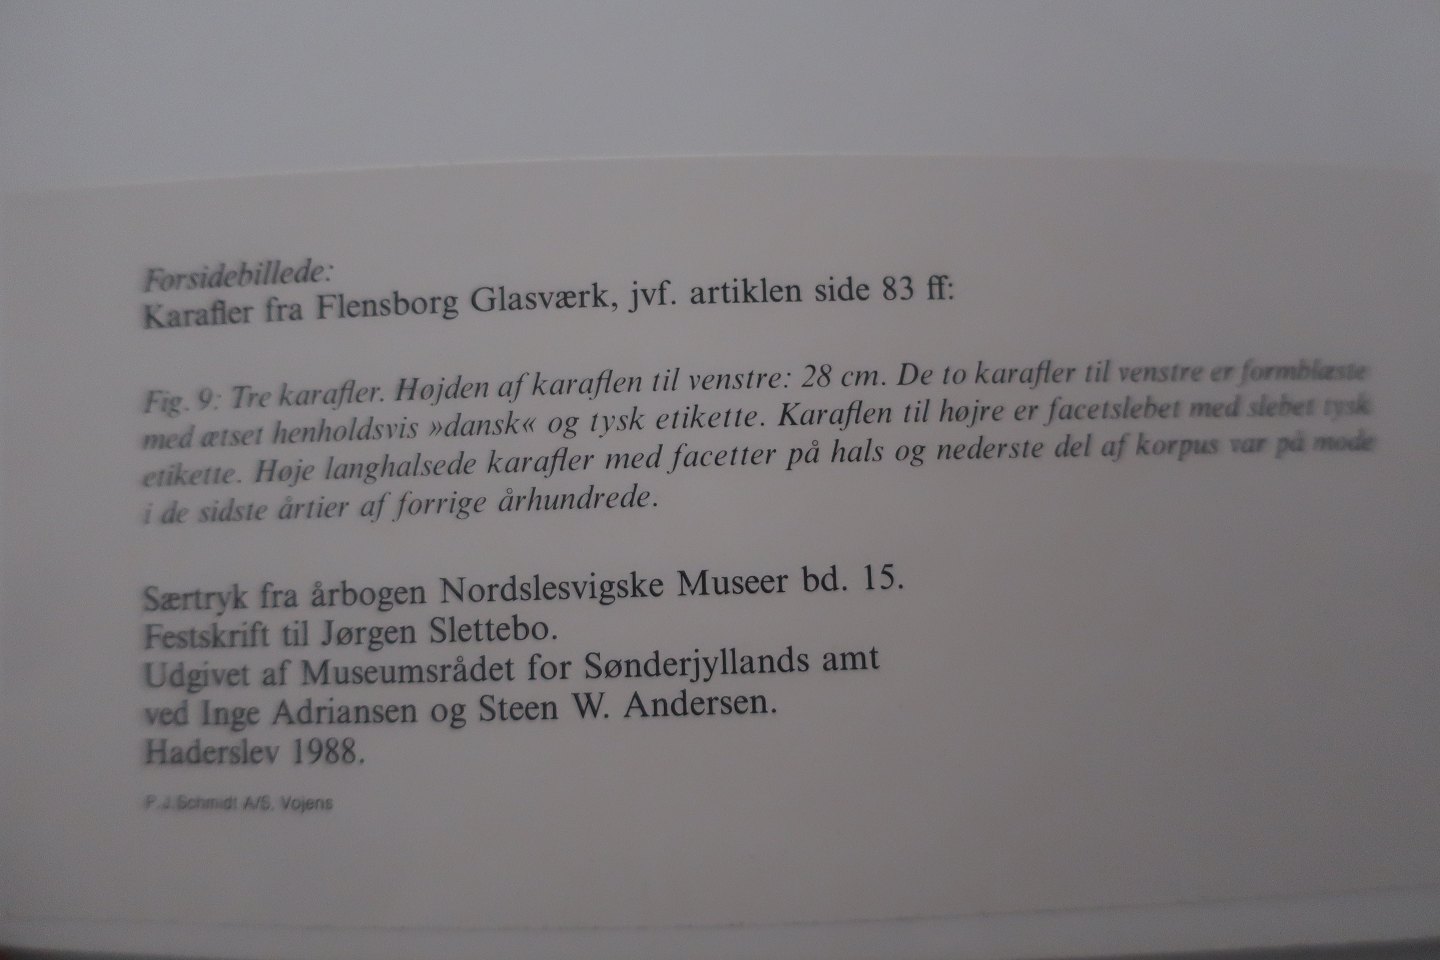 Forsidebillede:
Karafler fra Flensborg Glasværk, jvf. artiklen side 83 ff:
Fig. 9: Tre karafler. Højden af karaflen til venstre: 28 cm. De to karafler til venstre er formblæste
med ætset henholdsvis »dansk« og tysk etikette. Karaflen til højre er facetslebet med slebet tysk
etikette. Høje langhalsede karafler med facetter på hals og nederste del af korpus var på mode
i de sidste årtier af forrige århundrede.
Særtryk fra årbogen Nordslesvigske Museer bd. 15.
Festskrift til Jørgen Slettebo.
Udgivet af Museumsrådet for Sønderjyllands amt
ved Inge Adriansen og Steen W. Andersen.
Haderslev 1988.
P.J.Schmidt A/S, Vojens